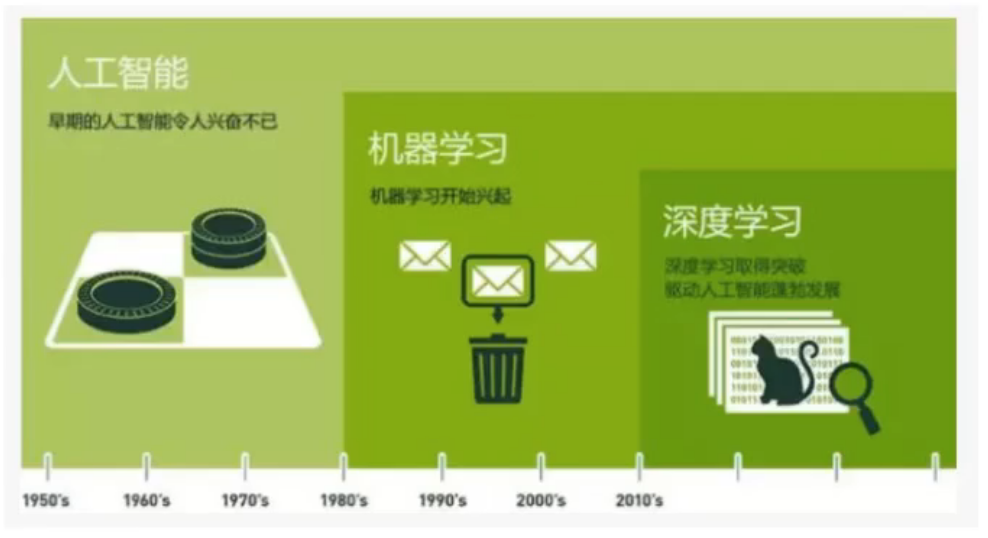 人工智能
早期的人工智能令人兴奋不已
机器学习
机器学习开始兴起
深度学习
深度学习取得突破
驱动人工智能蓬勃发展
1950's
1960's
1970's
1980's
1990's
2000's
2010's